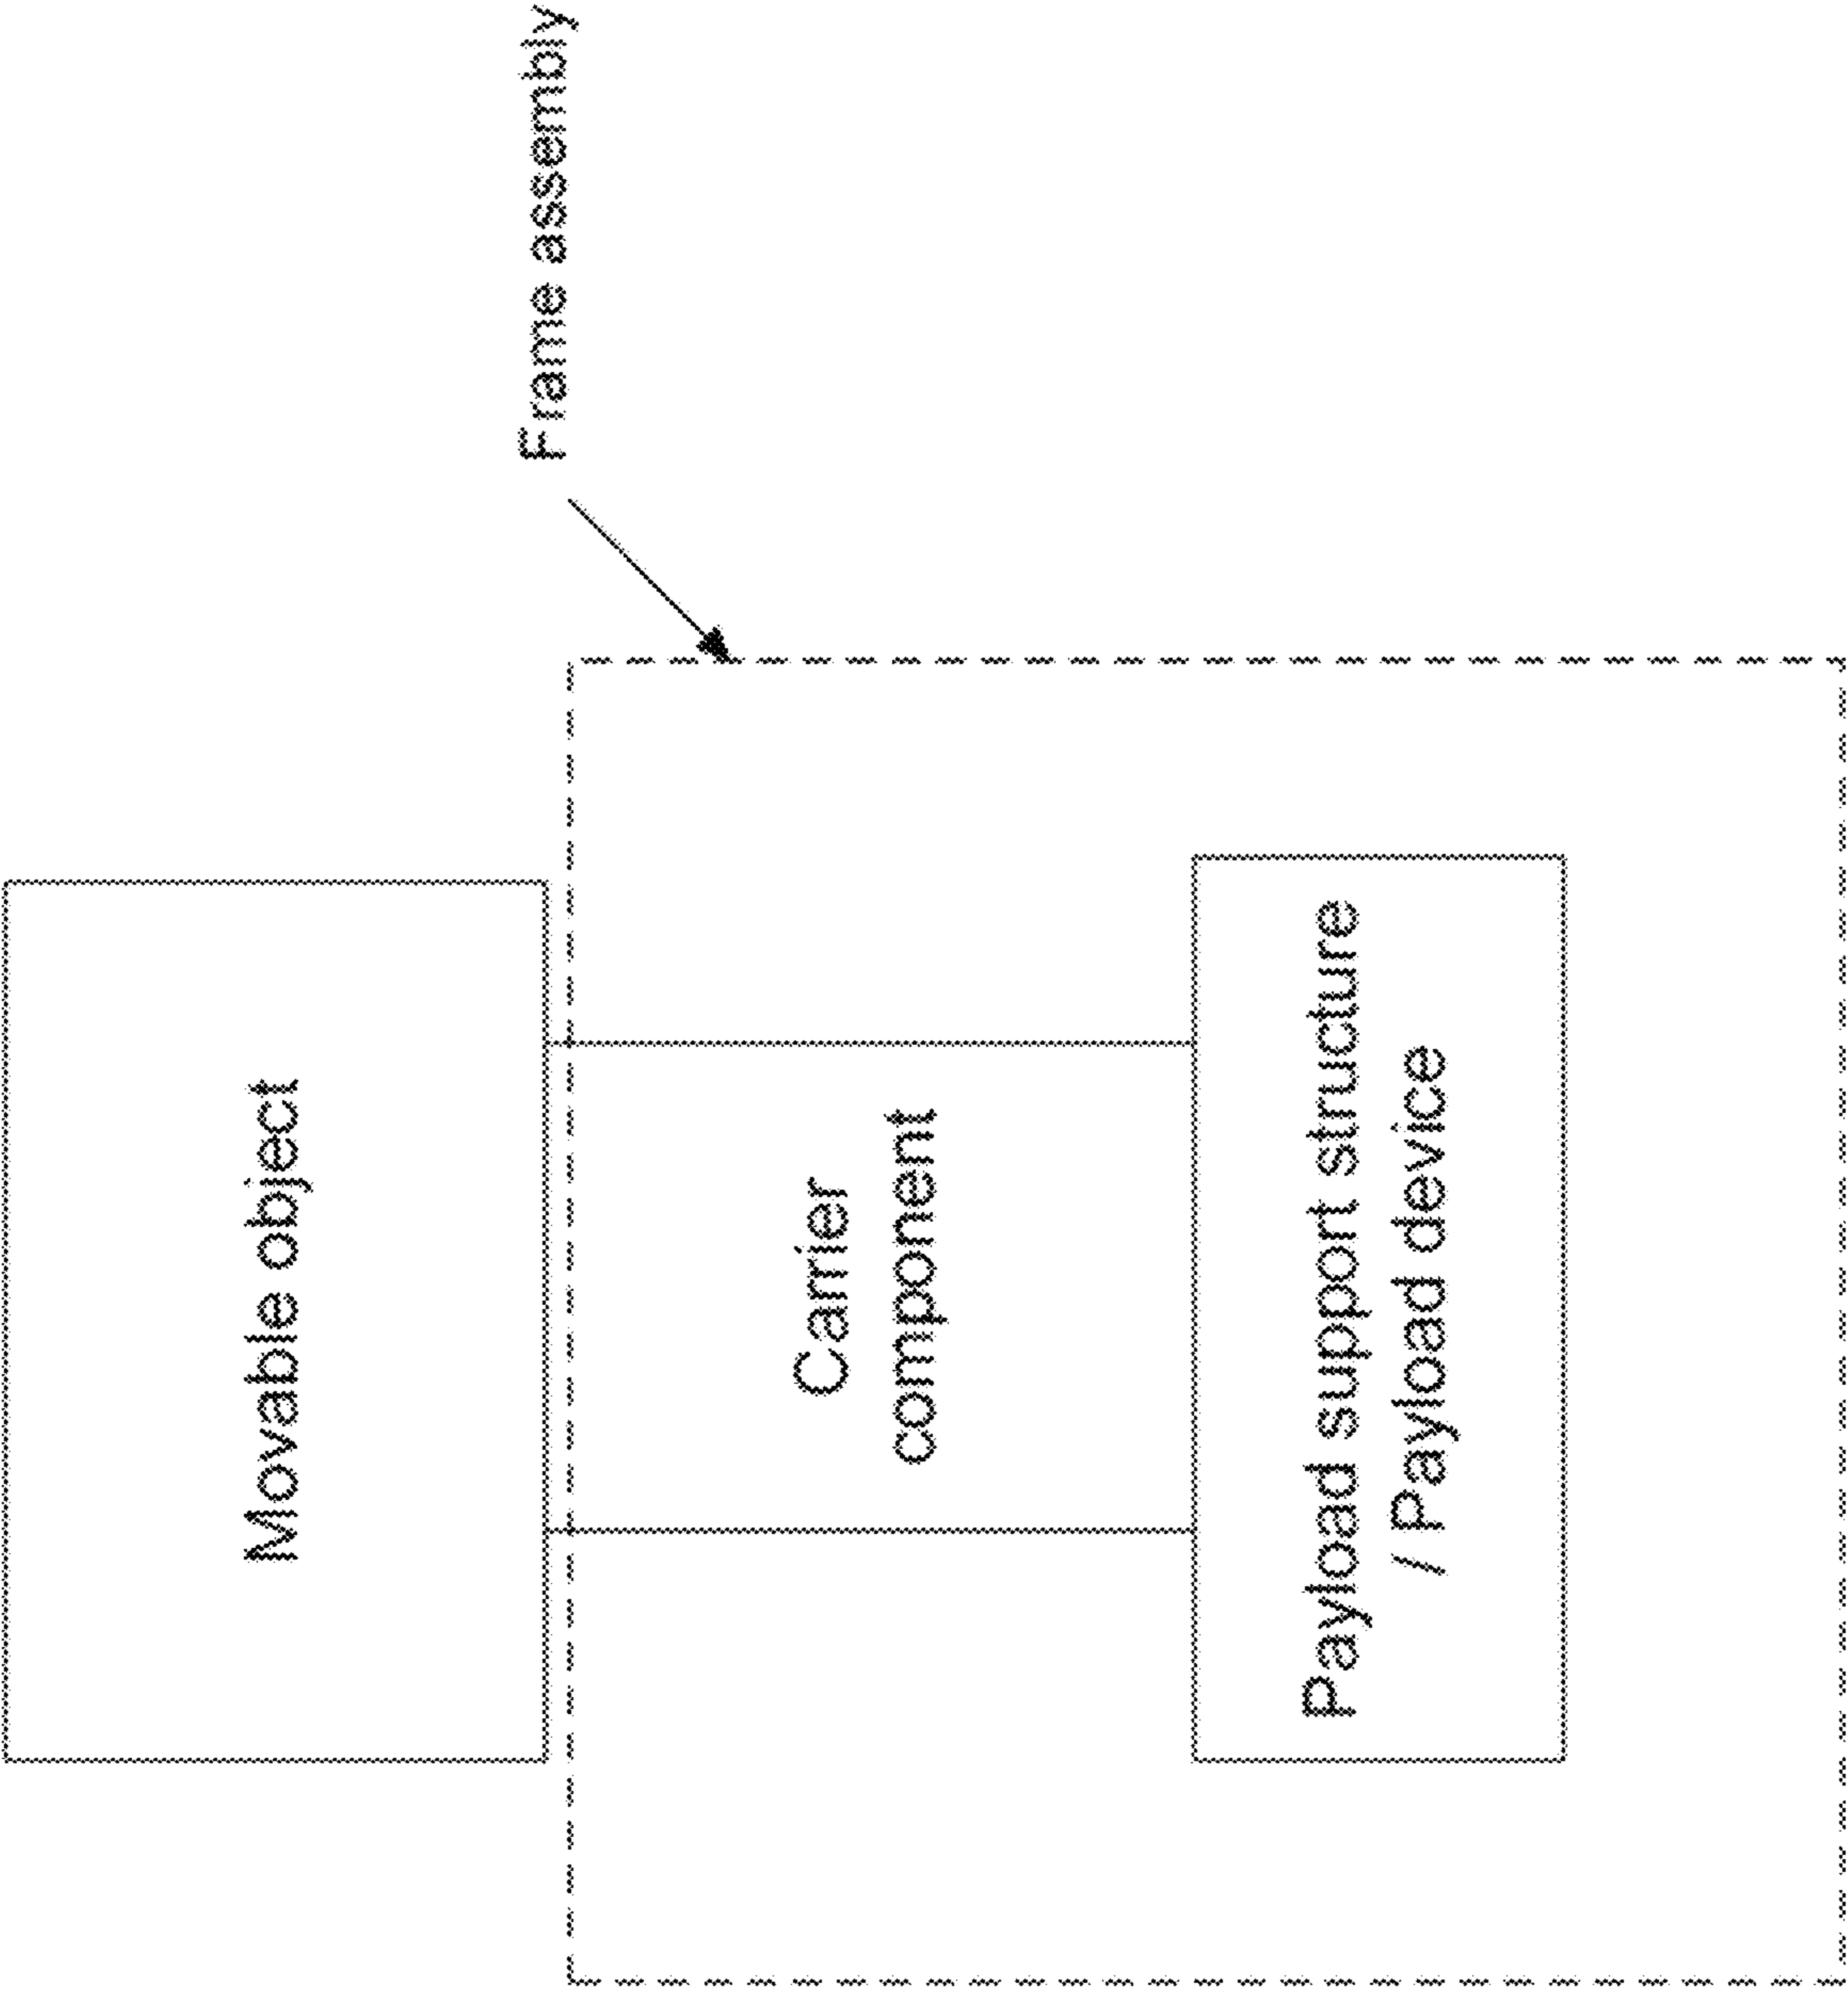 Movable object
Frame assembly
Carrier
component
Payload support structure
/ Payload device